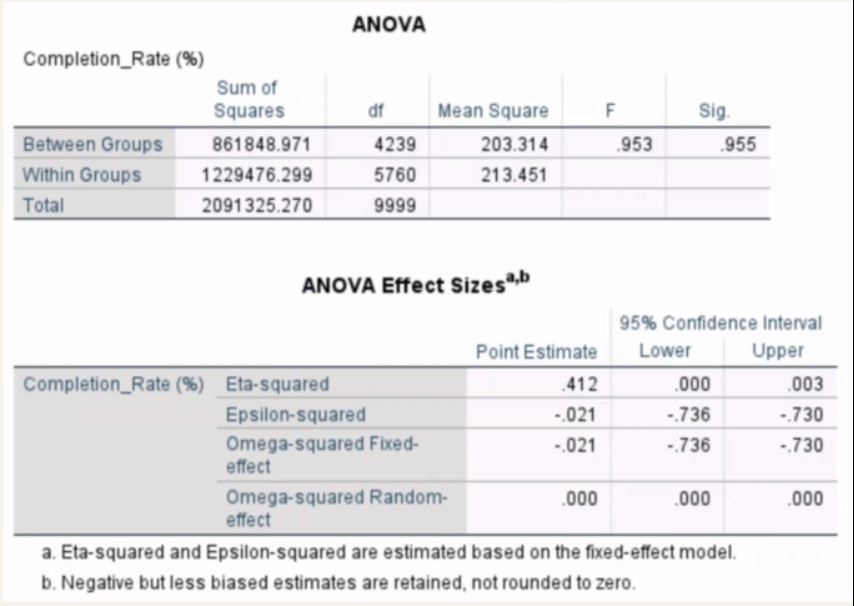 ANOVA
Completion_Rate (%)
Sum of
Squares df Mean Square F Sig.
Between Groups 861848.971 4239 203.314 .953 .955
Within Groups 1229476.299 5760 213.451
Total 2091325.270 9999
ANOVA Effect Sizesa,b
95% Confidence Interval
Point Estimate Lower Upper
Completion_Rate (%) Eta-squared .412 .000 .003
Epsilon-squared -.021 -.736 -.730
Omega-squared Fixed- -.021 -.736 -.730
effect
Omega-squared Random- .000 .000 .000
effect
a. Eta-squared and Epsilon-squared are estimated based on the fixed-effect model.
b. Negative but less biased estimates are retained, not rounded to zero.